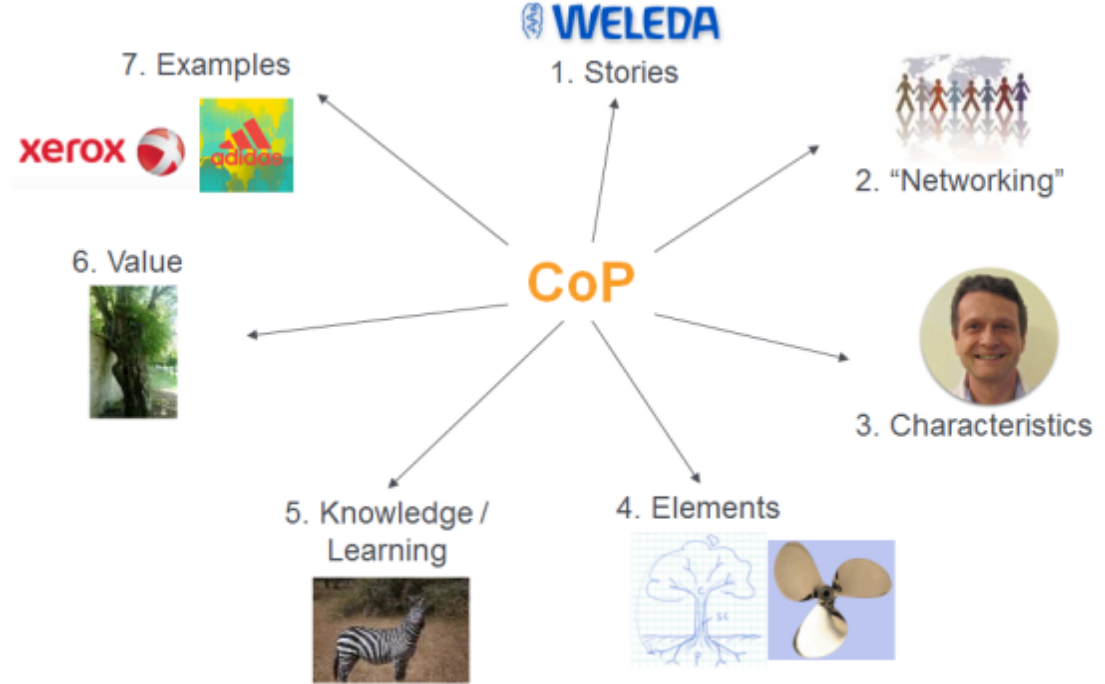 WELEDA
1. Stories
2. “Networking”
3. Characteristics
4. Elements
D
C
SC
P
5. Knowledge /
Learning
6. Value
7. Examples
xerox
adidas
CoP